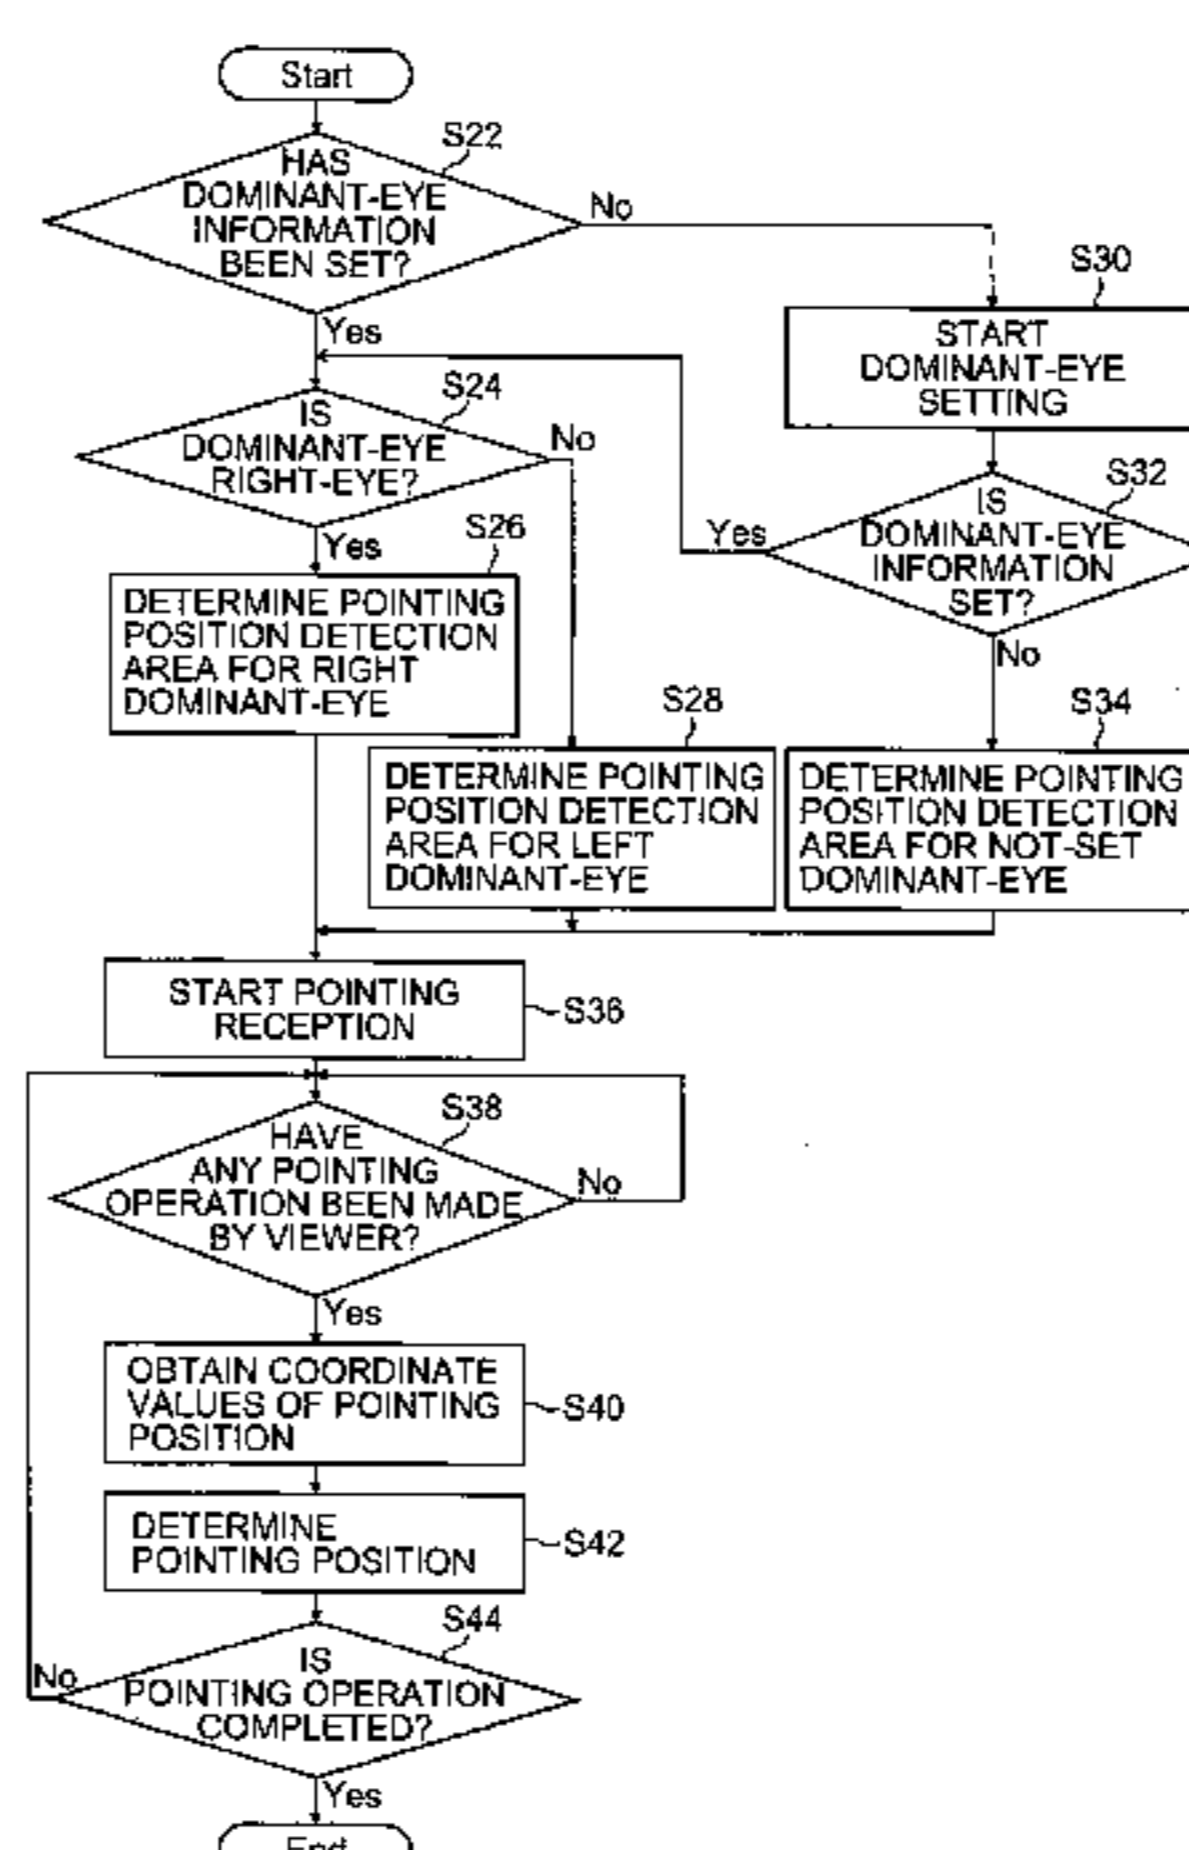 Start
S22
HAS
DOMINANT-EYE
INFORMATION
BEEN SET?
No
Yes
S30
START
DOMINANT-EYE
SETTING
S24
IS
DOMINANT-EYE
RIGHT-EYE?
No
Yes
S32
IS
DOMINANT-EYE
INFORMATION
SET?
Yes
No
S26
DETERMINE POINTING
POSITION DETECTION
AREA FOR RIGHT
DOMINANT-EYE
S28
DETERMINE POINTING
POSITION DETECTION
AREA FOR LEFT
DOMINANT-EYE
S34
DETERMINE POINTING
POSITION DETECTION
AREA FOR NOT-SET
DOMINANT-EYE
START POINTING
RECEPTION
S36
S38
HAVE
ANY POINTING
OPERATION BEEN MADE
BY VIEWER?
No
Yes
OBTAIN COORDINATE
VALUES OF POINTING
POSITION
S40
DETERMINE
POINTING POSITION
S42
S44
IS
POINTING OPERATION
COMPLETED?
No
Yes
End